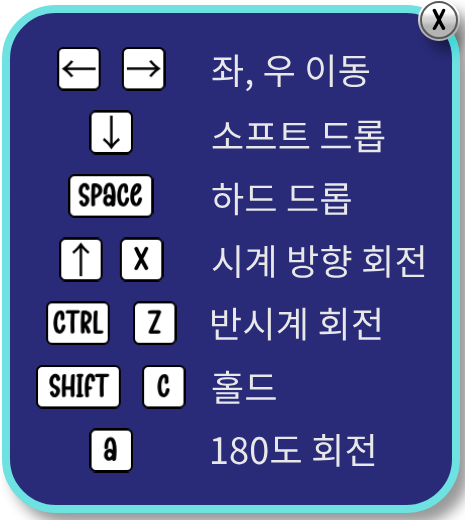 X
← → 좌, 우 이동
↓ 소프트 드롭
SPACE 하드 드롭
↑ X 시계 방향 회전
CTRL Z 반시계 회전
SHIFT C 홀드
a 180도 회전